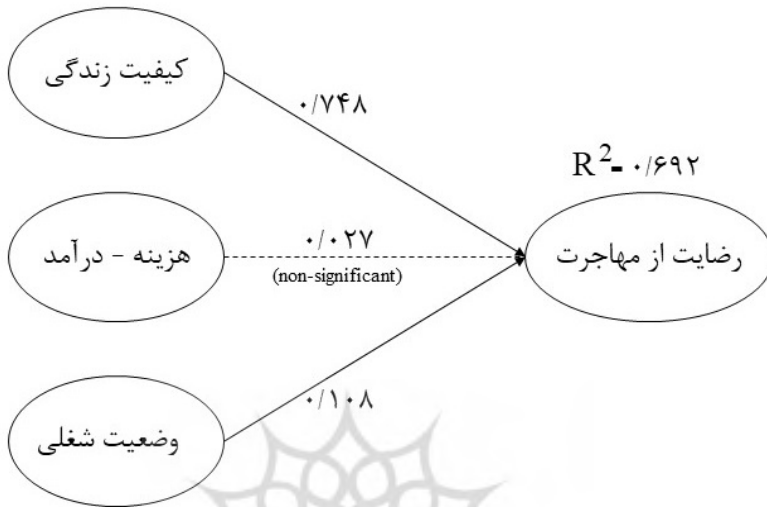 کیفیت زندگی
۰/۷۴۸
R²- ۰/۶۹۲
هزینه - درآمد
۰/۰۲۷
(non-significant)
رضایت از مهاجرت
وضعیت شغلی
۰/۱۰۸